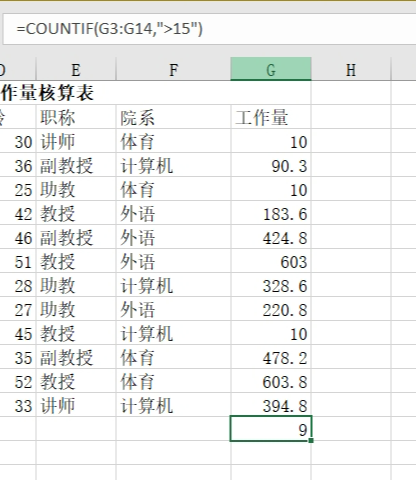 =COUNTIF(G3:G14,">15")
E F G H
作量核算表
职称 院系 工作量
30 讲师 体育 10
36 副教授 计算机 90.3
25 助教 体育 10
42 教授 外语 183.6
46 副教授 外语 424.8
51 教授 外语 603
28 助教 计算机 328.6
27 助教 外语 220.8
45 教授 计算机 10
35 副教授 体育 478.2
52 教授 体育 603.8
33 讲师 计算机 394.8
9